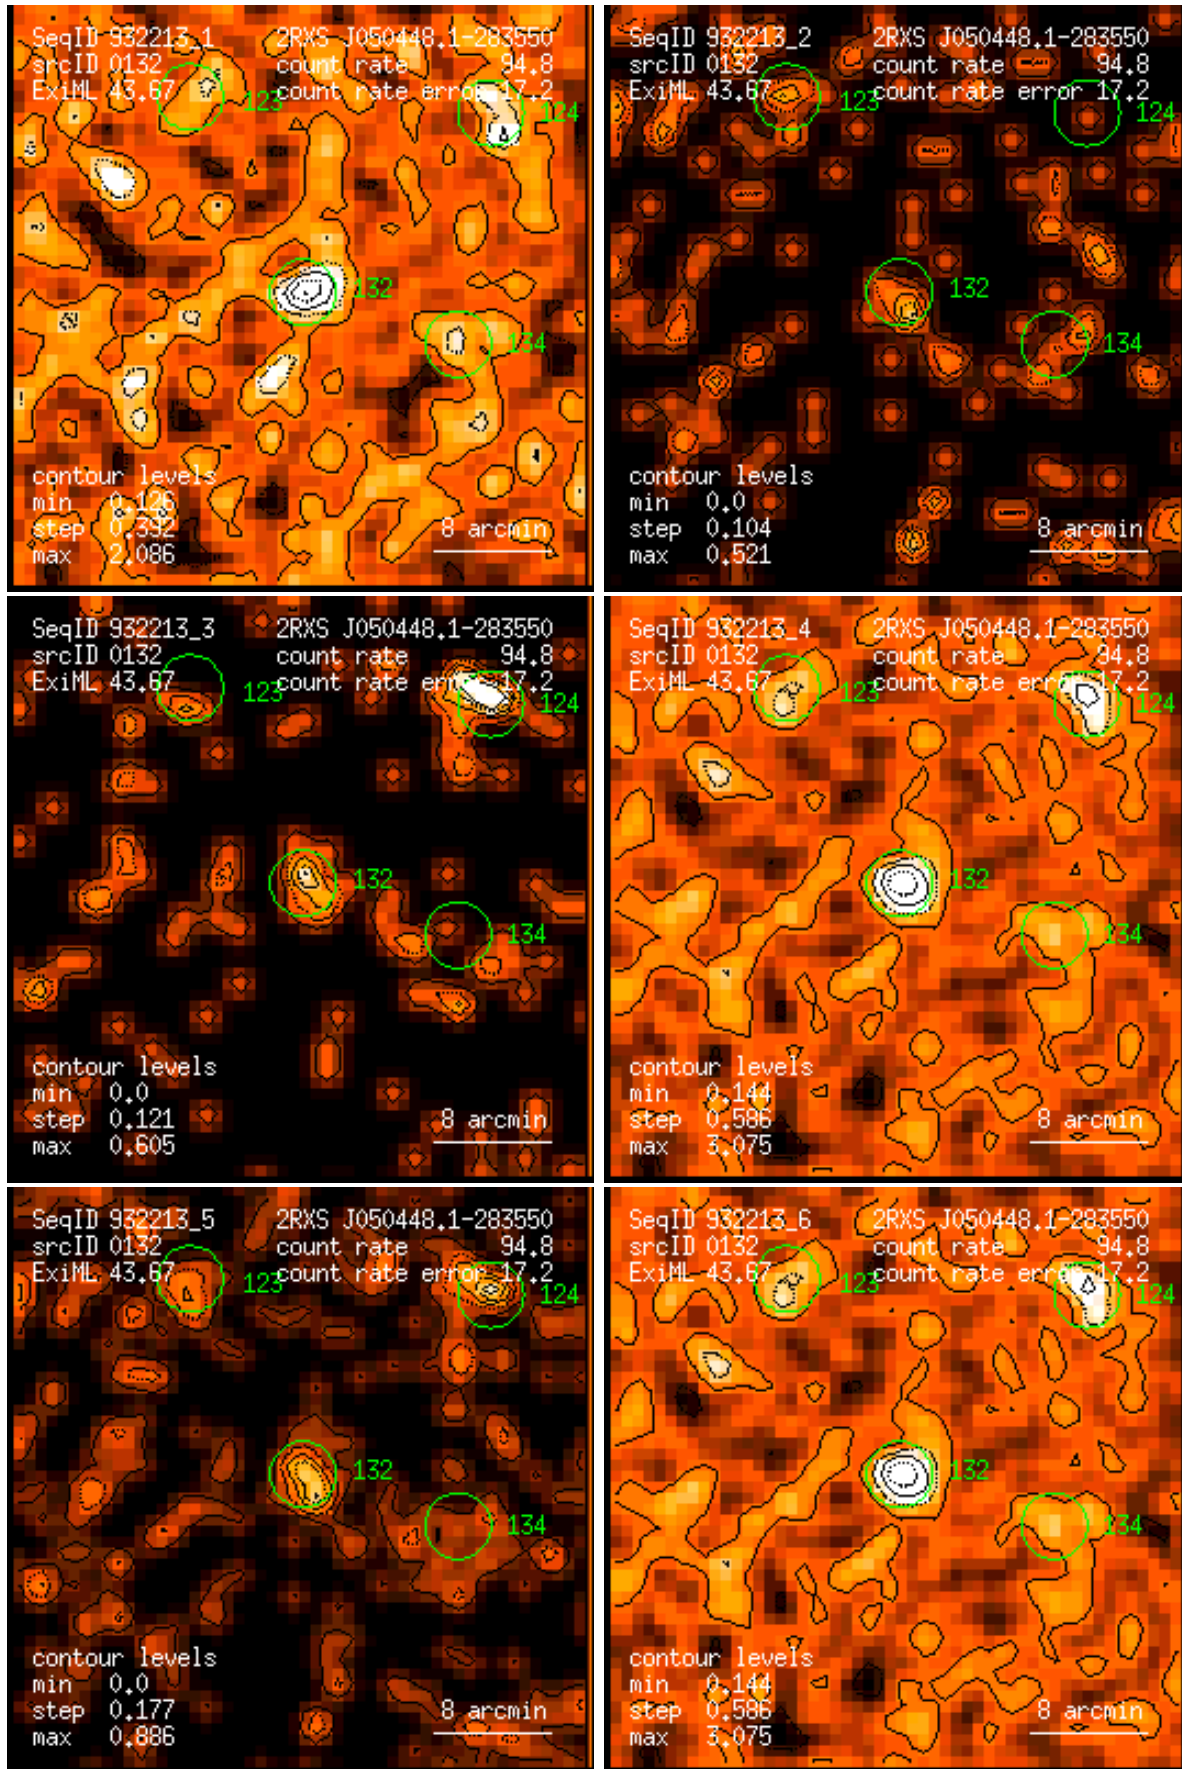 SeqID 932213_1 2RXS J050448.1-283550
srcID 0132 count rate 94.8
ExiML 43.67 count rate error 17.2
123
124
132
134
contour levels
min 0.126
step 0.392
max 2.086
8 arcmin
SeqID 932213_2 2RXS J050448.1-283550
srcID 0132 count rate 94.8
ExiML 43.67 count rate error 17.2
123
124
132
134
contour levels
min 0.0
step 0.104
max 0.521
8 arcmin
SeqID 932213_3 2RXS J050448.1-283550
srcID 0132 count rate 94.8
ExiML 43.67 count rate error 17.2
123
124
132
134
contour levels
min 0.0
step 0.121
max 0.605
8 arcmin
SeqID 932213_4 2RXS J050448.1-283550
srcID 0132 count rate 94.8
ExiML 43.67 count rate error 17.2
123
124
132
134
contour levels
min 0.144
step 0.586
max 3.075
8 arcmin
SeqID 932213_5 2RXS J050448.1-283550
srcID 0132 count rate 94.8
ExiML 43.67 count rate error 17.2
123
124
132
134
contour levels
min 0.0
step 0.177
max 0.886
8 arcmin
SeqID 932213_6 2RXS J050448.1-283550
srcID 0132 count rate 94.8
ExiML 43.67 count rate error 17.2
123
124
132
134
contour levels
min 0.144
step 0.586
max 3.075
8 arcmin